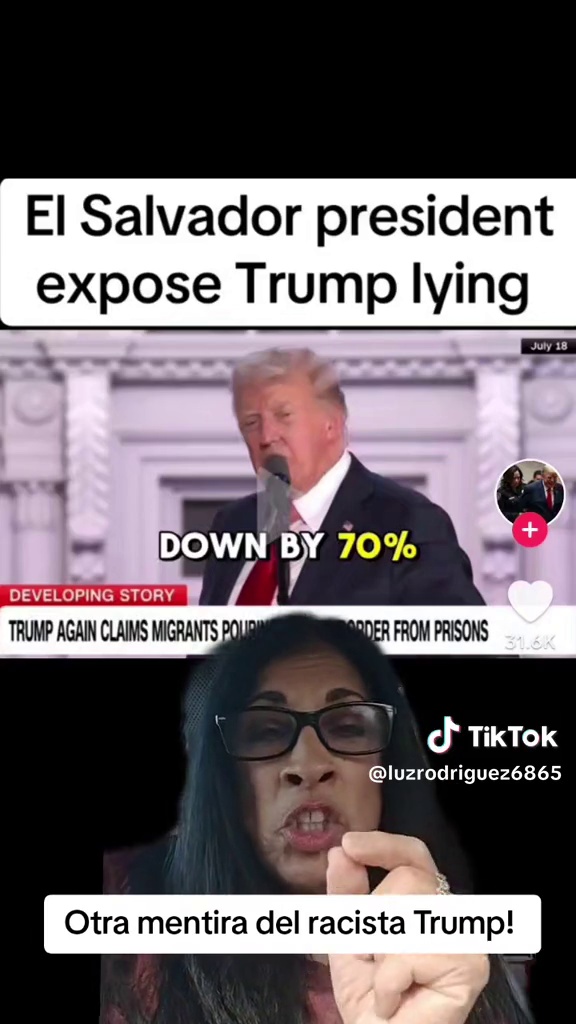 El Salvador president
expose Trump lying
July 18
DOWN BY 70%
DEVELOPING STORY
TRUMP AGAIN CLAIMS MIGRANTS RDER FROM PRISONS
31.6K
TikTok
@luzrodriguez6865
Otra mentira del racista Trump!